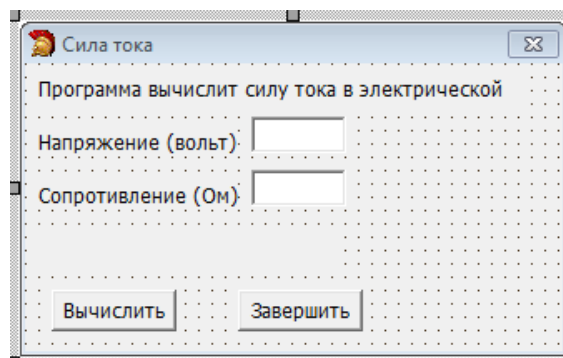 Сила тока
Программа вычислит силу тока в электрической
Напряжение (вольт)
Сопротивление (Ом)
Вычислить Завершить